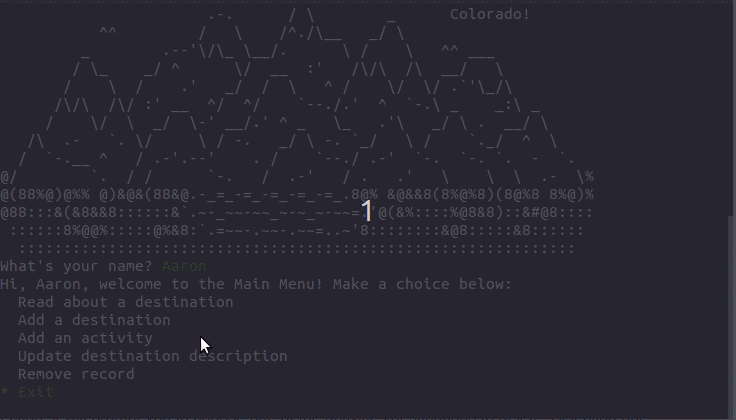 Colorado!
1
What's your name? Aaron
Hi, Aaron, welcome to the Main Menu! Make a choice below:
Read about a destination
Add a destination
Add an activity
Update destination description
Remove record
‣ Exit